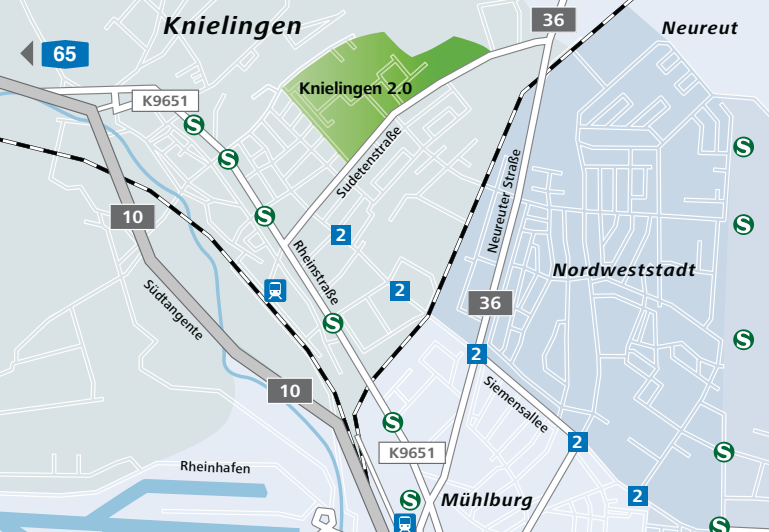 36
Knielingen
Neureut
65
Knielingen 2.0
K9651
S
S
S
Sudetenstraße
S
Neureuter Straße
10
S
S
2
Rheinstraße
Nordweststadt
Südtangente
2
36
S
S
2
10
Siemensallee
S
2
K9651
S
Rheinhafen
2
S
Mühlburg
S